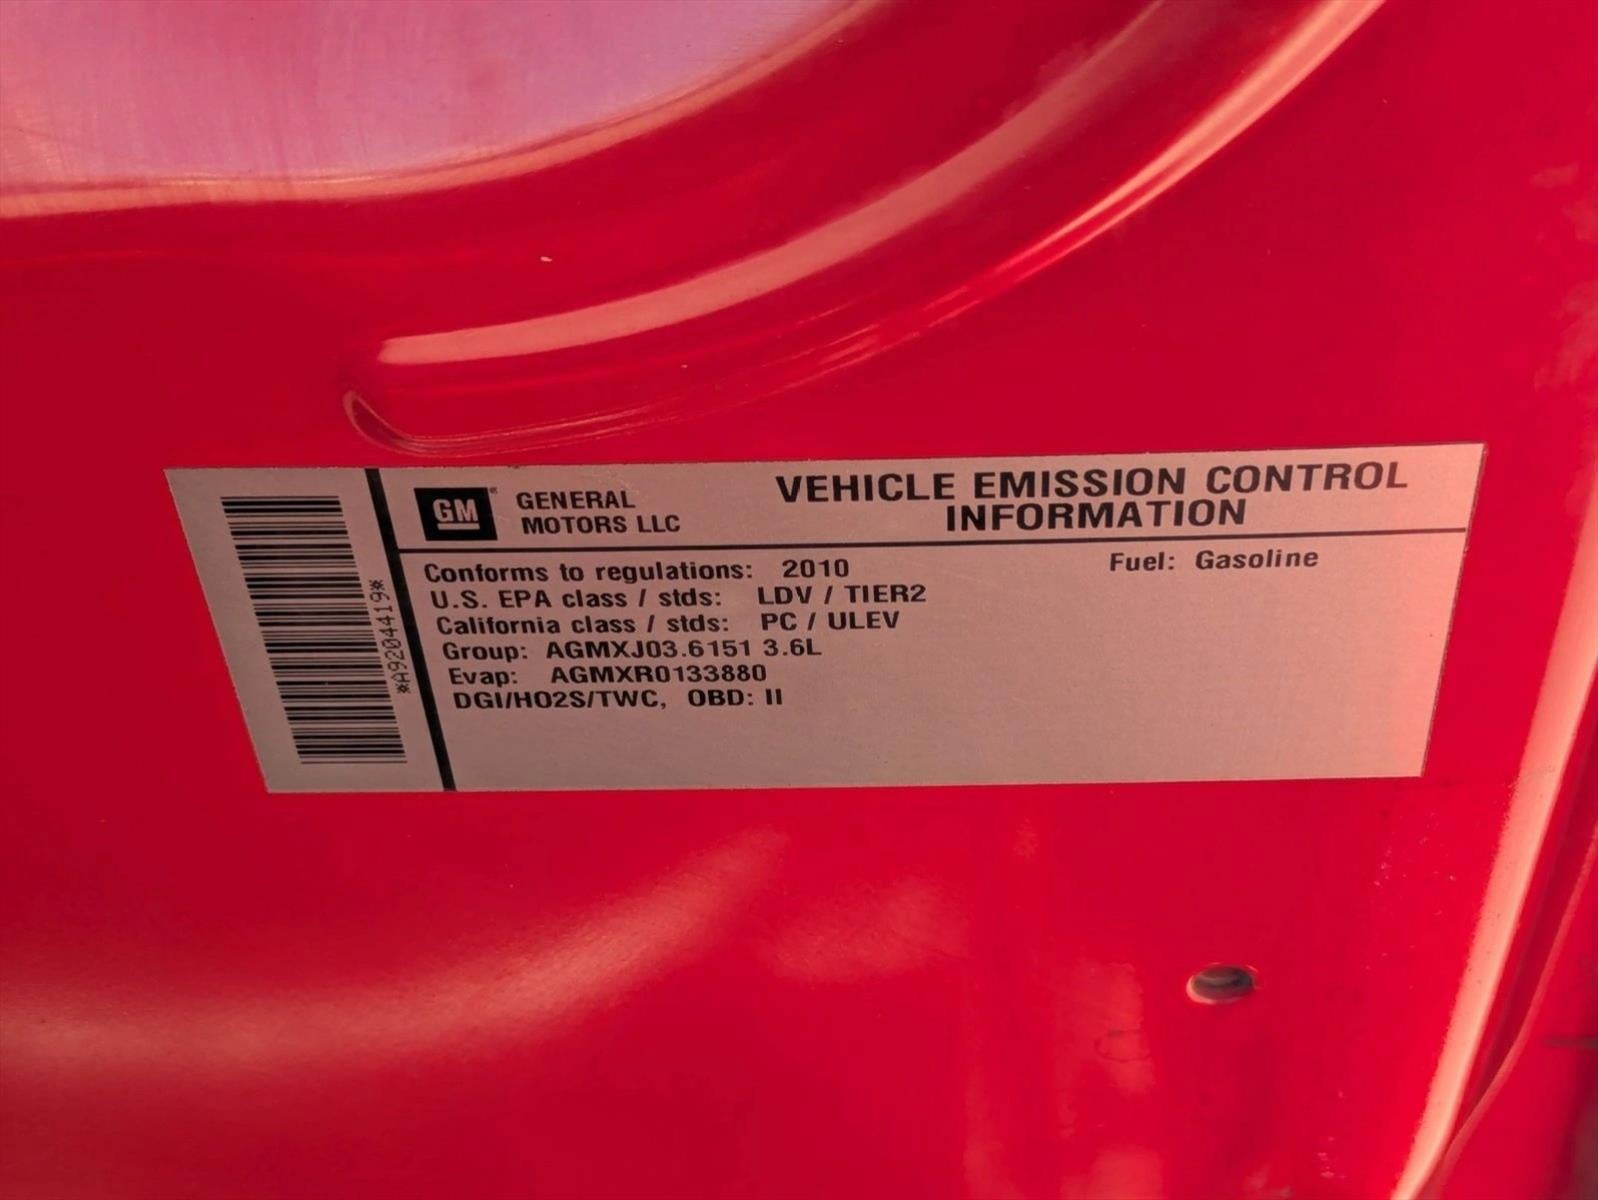 *A9204419*
GM
GENERAL
MOTORS LLC
VEHICLE EMISSION CONTROL
INFORMATION
Conforms to regulations: 2010
Fuel: Gasoline
U.S. EPA class / stds: LDV / TIER2
California class / stds: PC / ULEV
Group: AGMXJ03.6151 3.6L
Evap: AGMXR0133880
DGI/HO2S/TWC, OBD: II